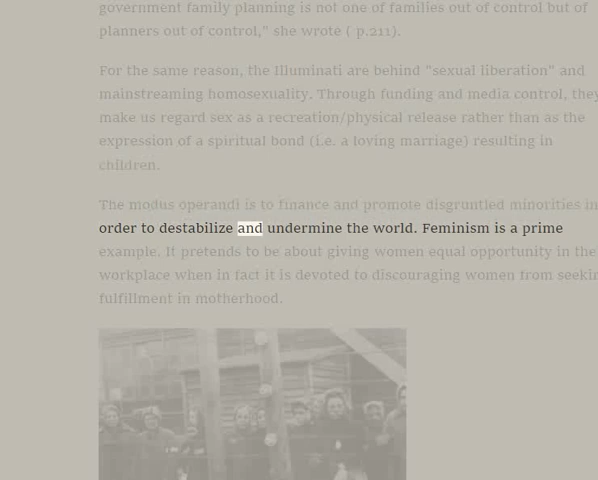 government family planning is not one of families out of control but of
planners out of control," she wrote ( p.211).
For the same reason, the Illuminati are behind "sexual liberation" and
mainstreaming homosexuality. Through funding and media control, they
make us regard sex as a recreation/physical release rather than as the
expression of a spiritual bond (i.e. a loving marriage) resulting in
children.
The modus operandi is to finance and promote disgruntled minorities in
order to destabilize and undermine the world. Feminism is a prime
example. It pretends to be about giving women equal opportunity in the
workplace when in fact it is devoted to discouraging women from seekin
fulfillment in motherhood.